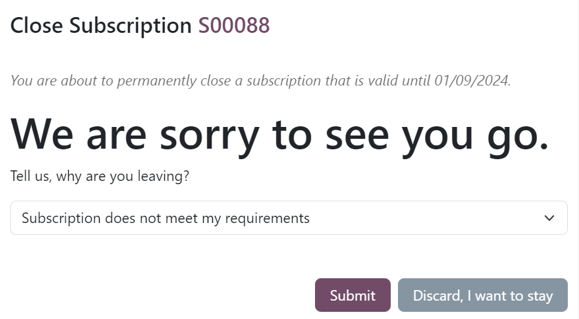 Close Subscription S00088
You are about to permanently close a subscription that is valid until 01/09/2024.
We are sorry to see you go.
Tell us, why are you leaving?
Subscription does not meet my requirements
Submit
Discard, I want to stay